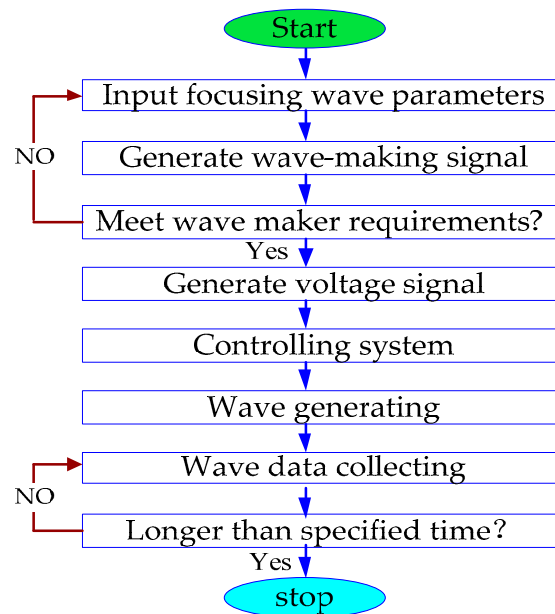 Start
Input focusing wave parameters
NO
Generate wave-making signal
Meet wave maker requirements?
Yes
Generate voltage signal
Controlling system
Wave generating
Wave data collecting
NO
Longer than specified time?
Yes
stop